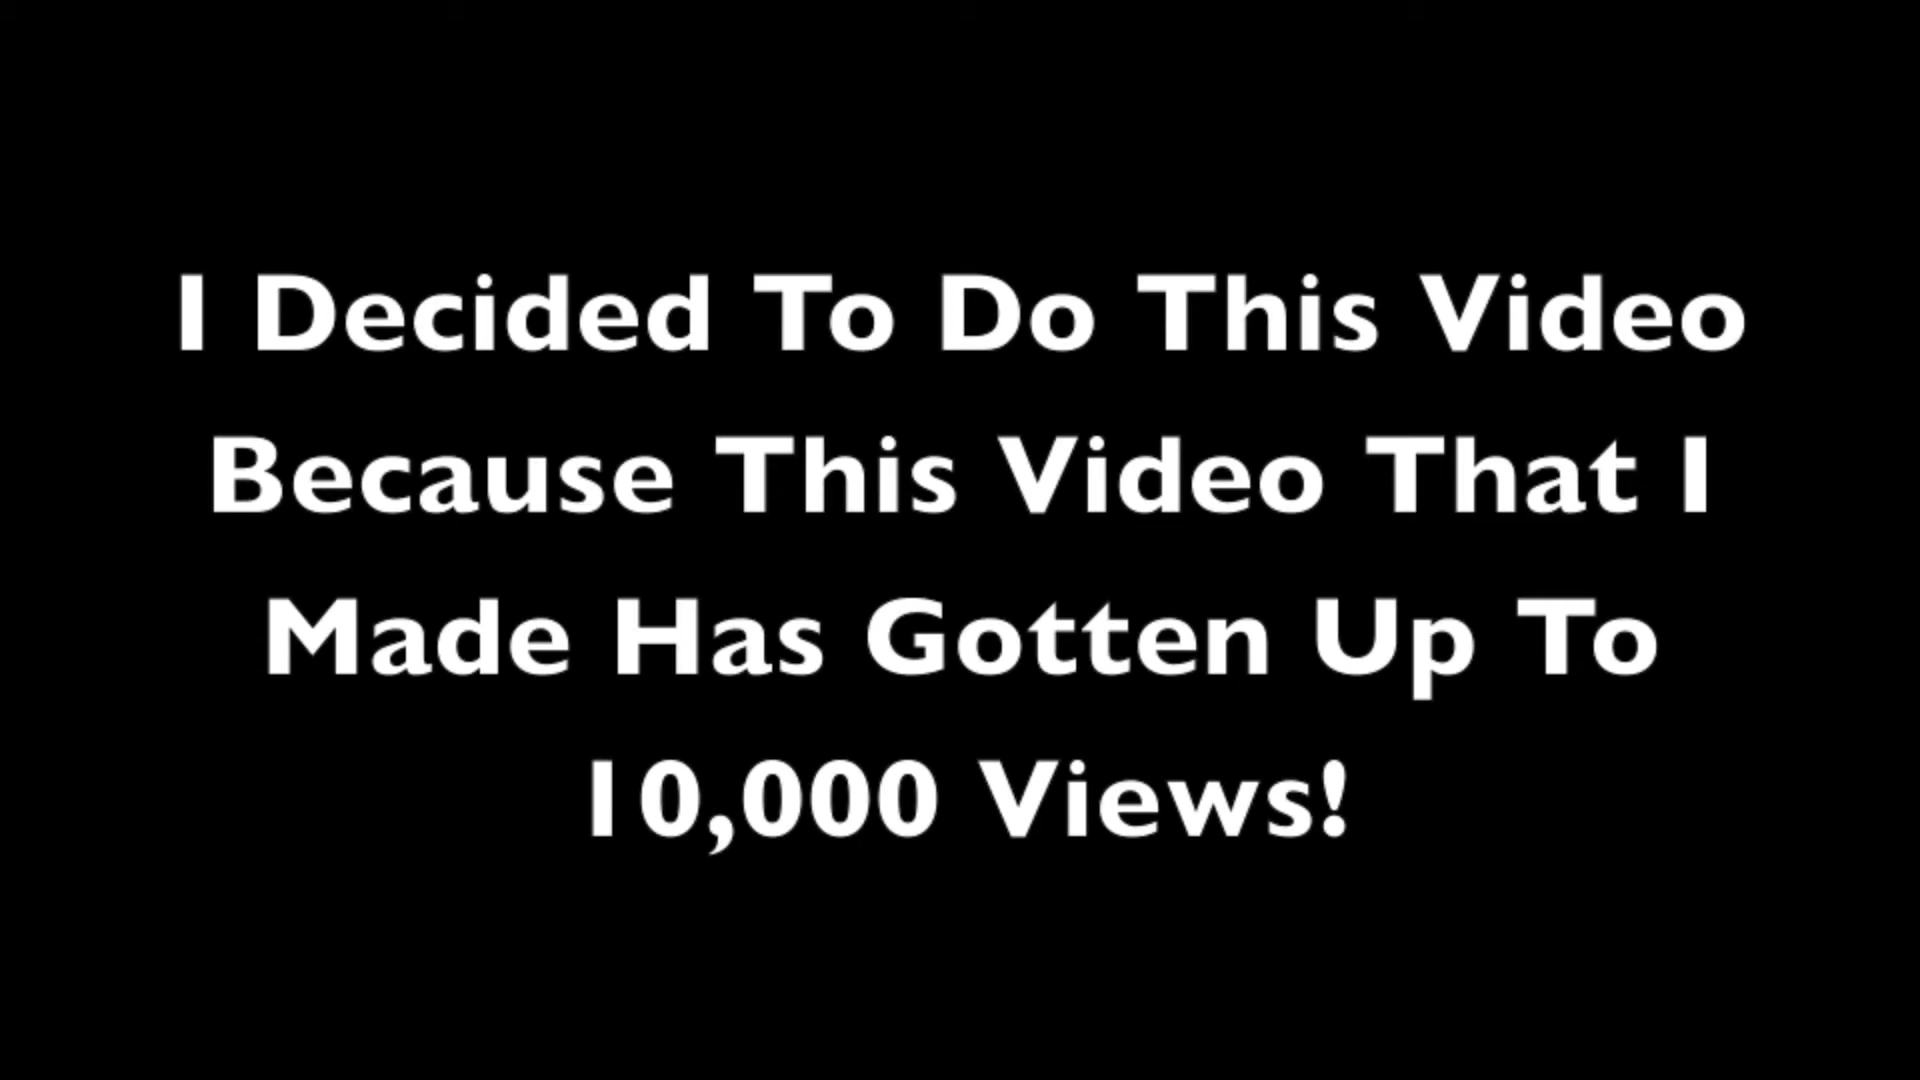 I Decided To Do This Video
Because This Video That I
Made Has Gotten Up To
10,000 Views!